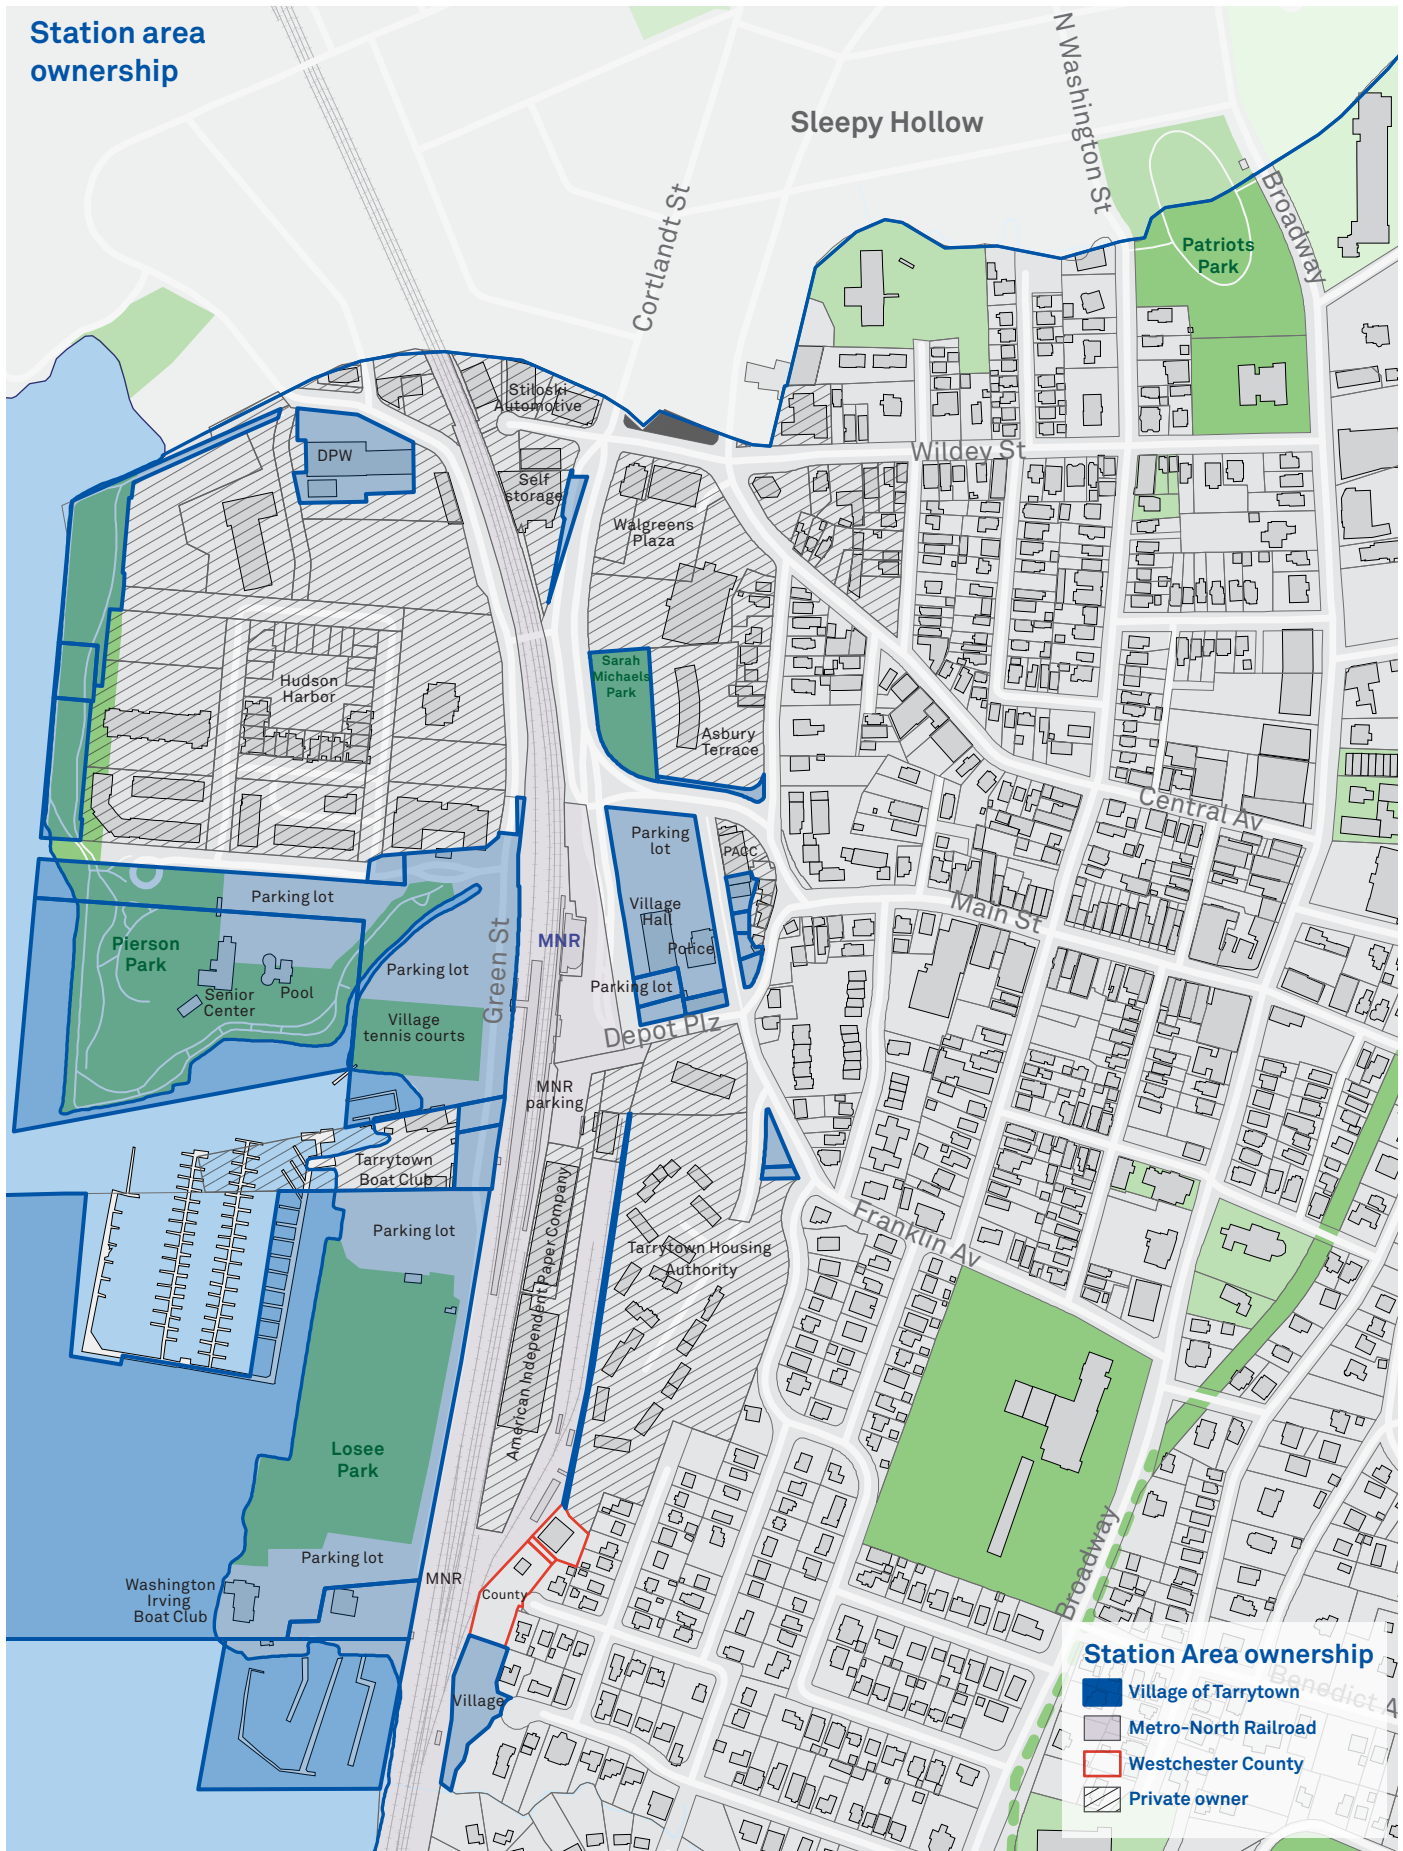 Station area
ownership
Sleepy Hollow
N Washington St
Broadway
Cortlandt St
Patriots
Park
Stiloski
Automotive
DPW
Self
storage
Wildey St
Walgreens
Plaza
Sarah
Michaels
Park
Hudson
Harbor
Asbury
Terrace
Central Av
Parking
lot
PACC
Parking lot
Village
Hall
Main St
Pierson
Park
MNR
Police
Parking lot
Green St
Parking lot
Senior
Center
Pool
Village
tennis courts
Depot Plz
MNR
parking
Tarrytown
Boat Club
American Independent Paper Company
Parking lot
Franklin Av
Tarrytown Housing
Authority
Losee
Park
Parking lot
MNR
Washington
Irving
Boat Club
County
Broadway
Village
Station Area ownership
Benedict A
Village of Tarrytown
Metro-North Railroad
Westchester County
Private owner